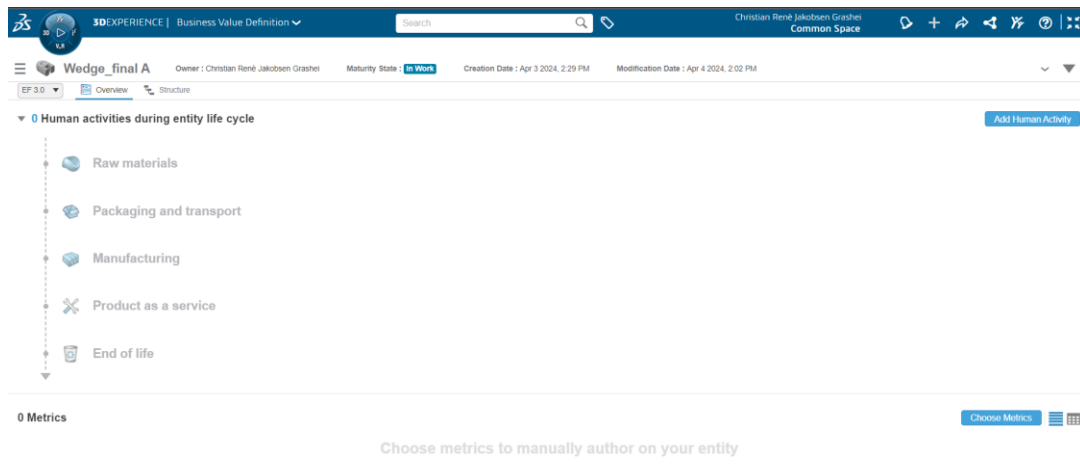 3DEXPERIENCE | Business Value Definition
Search
Christian Renè Jakobsen Grashei
Common Space
3D
V,R
Wedge_final A
Owner : Christian Renè Jakobsen Grashei
Maturity State : In Work
Creation Date : Apr 3 2024, 2:29 PM
Modification Date : Apr 4 2024, 2:02 PM
EF 3.0
Overview
Structure
0 Human activities during entity life cycle
Add Human Activity
Raw materials
Packaging and transport
Manufacturing
Product as a service
End of life
0 Metrics
Choose Metrics
Choose metrics to manually author on your entity